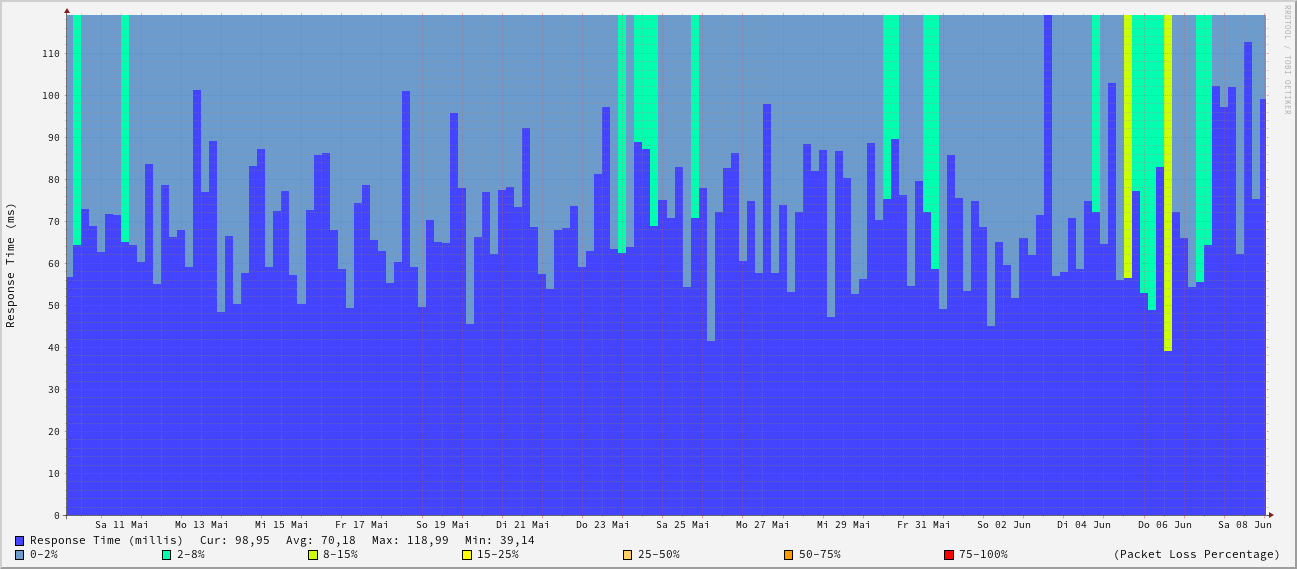 RRDTOOL / TOBI OETIKER
Response Time (ms)
110
100
90
80
70
60
50
40
30
20
10
0
Sa 11 Mai Mo 13 Mai Mi 15 Mai Fr 17 Mai So 19 Mai Di 21 Mai Do 23 Mai Sa 25 Mai Mo 27 Mai Mi 29 Mai Fr 31 Mai So 02 Jun Di 04 Jun Do 06 Jun Sa 08 Jun
Response Time (millis) Cur: 98,95 Avg: 70,18 Max: 118,99 Min: 39,14
0-2% 2-8% 8-15% 15-25% 25-50% 50-75% 75-100% (Packet Loss Percentage)